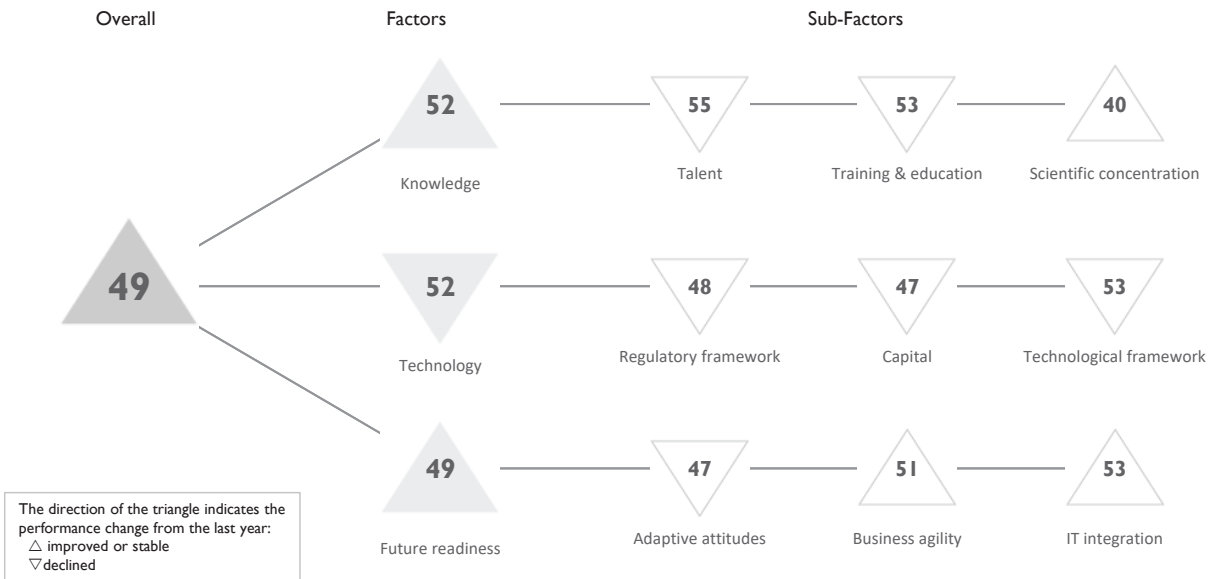 Overall Factors Sub-Factors
52 55 53 40
Knowledge Talent Training & education Scientific concentration
49 52 48 47 53
Technology Regulatory framework Capital Technological framework
49 47 51 53
Future readiness Adaptive attitudes Business agility IT integration
The direction of the triangle indicates the
performance change from the last year:
△ improved or stable
▽declined